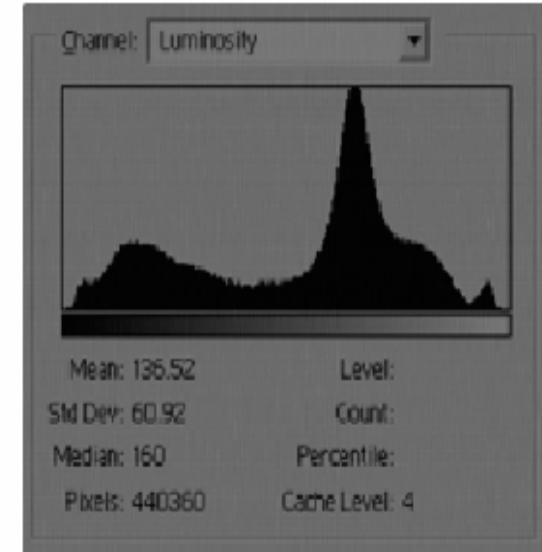 Channel: Luminosity
Mean: 136.52 Level:
Std Dev: 60.92 Count:
Median: 160 Percentile:
Pixels: 440360 Cache Level: 4